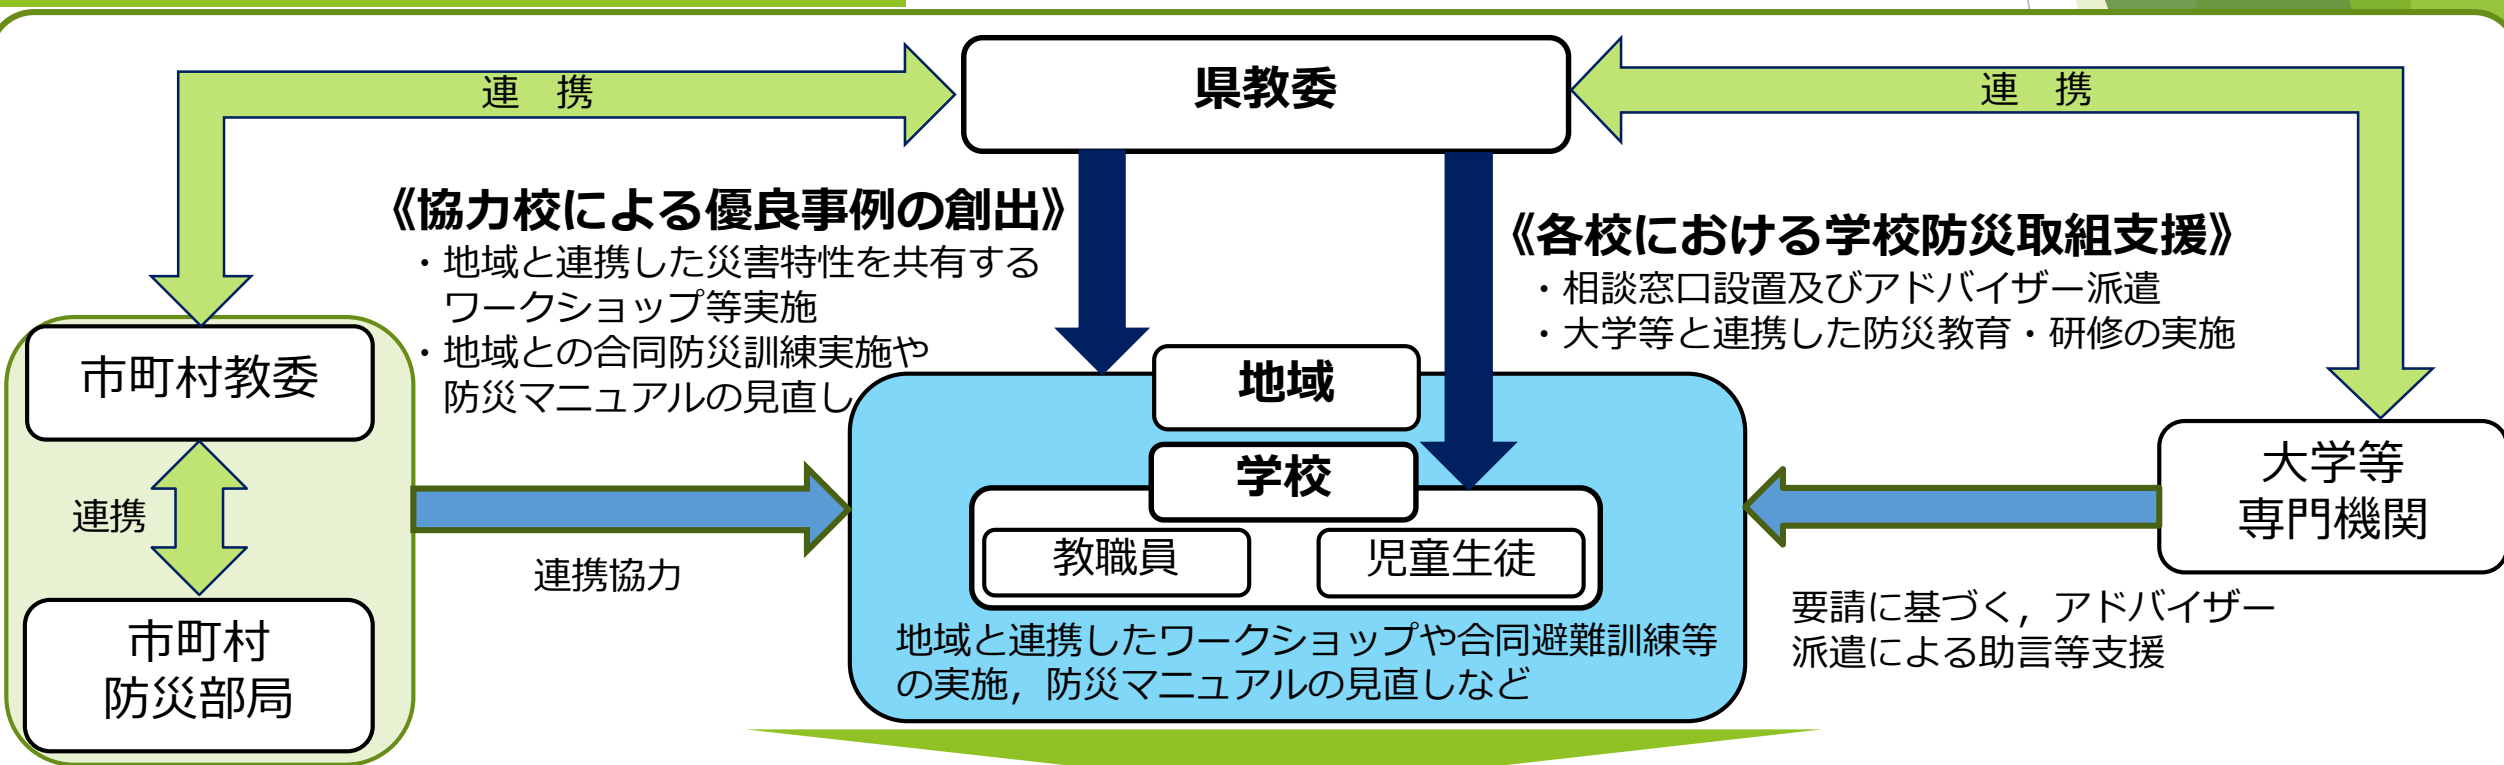 県教委
連　携
連　携
《協力校による優良事例の創出》
・地域と連携した災害特性を共有する
ワークショップ等実施
・地域との合同防災訓練実施や
防災マニュアルの見直し
《各校における学校防災取組支援》
・相談窓口設置及びアドバイザー派遣
・大学等と連携した防災教育・研修の実施
市町村教委
連携
市町村
防災部局
連携協力
地域
学校
教職員
児童生徒
地域と連携したワークショップや合同避難訓練等
の実施，防災マニュアルの見直しなど
大学等
専門機関
要請に基づく，アドバイザー
派遣による助言等支援